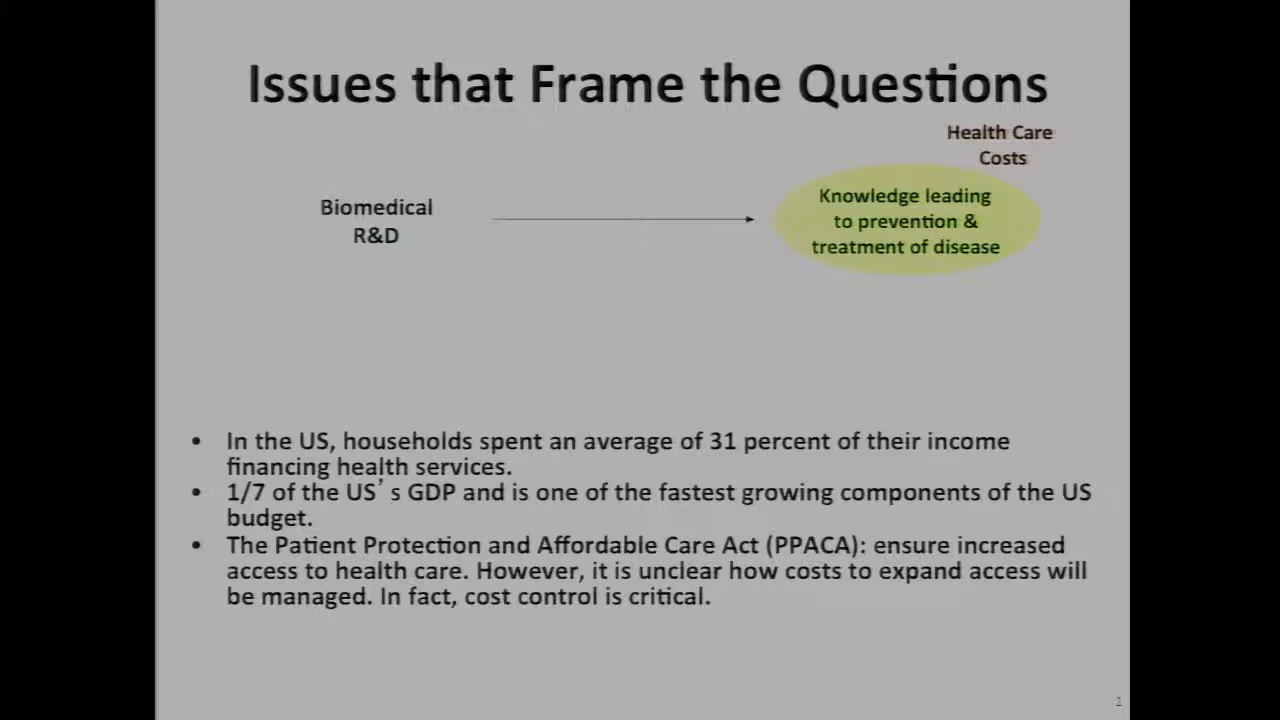 Issues that Frame the Questions
Health Care
Costs
Biomedical
R&D
Knowledge leading
to prevention &
treatment of disease
• In the US, households spent an average of 31 percent of their income
financing health services.
• 1/7 of the US's GDP and is one of the fastest growing components of the US
budget.
• The Patient Protection and Affordable Care Act (PPACA): ensure increased
access to health care. However, it is unclear how costs to expand access will
be managed. In fact, cost control is critical.
2